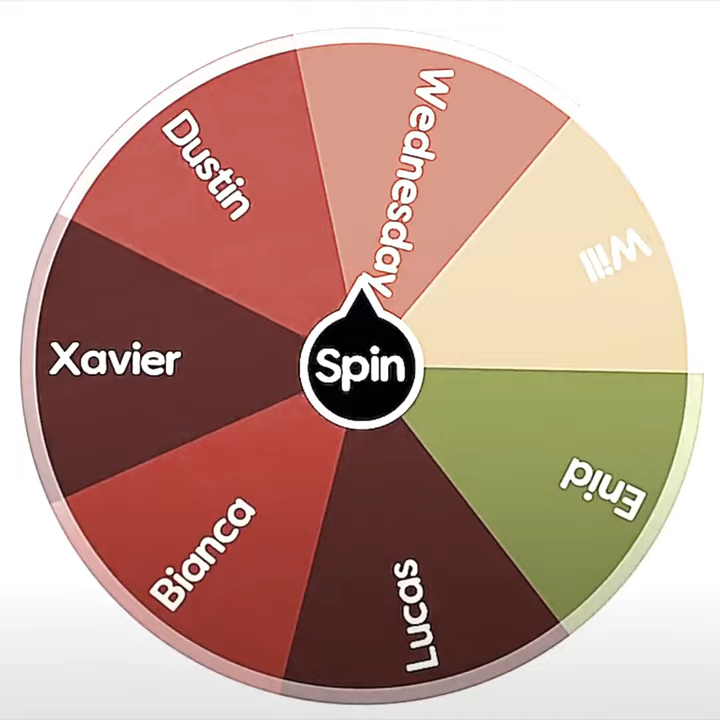 Wednesday
Will
Enid
Lucas
Bianca
Xavier
Dustin
Spin